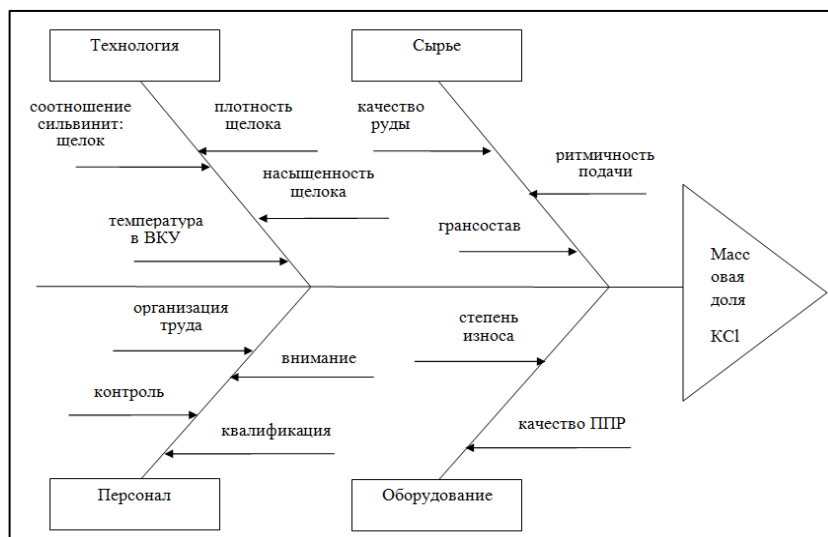 Технология
Сырье
соотношение
сильвинит:
щелок
плотность
щелока
насыщенность
щелока
температура
в ВКУ
качество
руды
ритмичность
подачи
грансостав
Масс
овая
доля
KCl
организация
труда
внимание
контроль
квалификация
степень
износа
качество ППР
Персонал
Оборудование